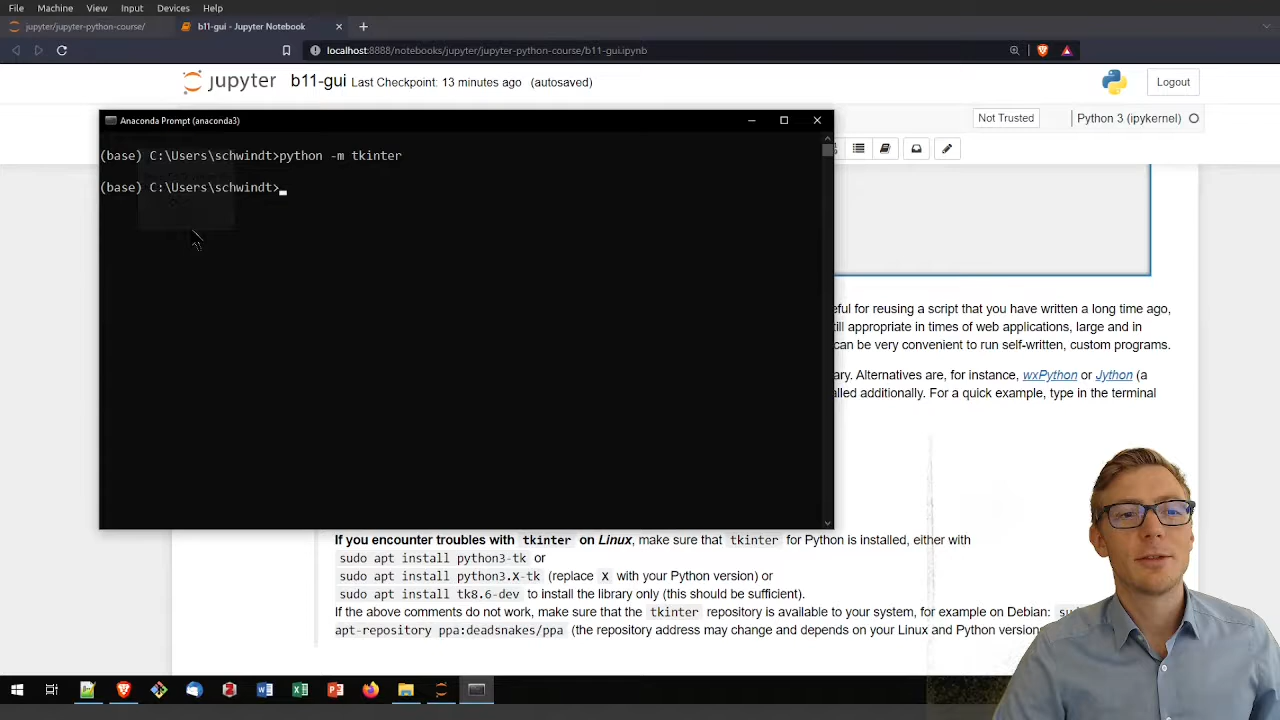 File Machine View Input Devices Help
jupyter/jupyter-python-course/
b11-gui - Jupyter Notebook
localhost:8888/notebooks/jupyter/jupyter-python-course/b11-gui.ipynb
jupyter b11-gui Last Checkpoint: 13 minutes ago (autosaved)
Logout
Not Trusted
Python 3 (ipykernel)
Anaconda Prompt (anaconda3)
(base) C:\Users\schwindt>python -m tkinter
(base) C:\Users\schwindt>
ful for reusing a script that you have written a long time ago,
till appropriate in times of web applications, large and in
can be very convenient to run self-written, custom programs.
ary. Alternatives are, for instance, wxPython or Jython (a
alled additionally. For a quick example, type in the terminal
If you encounter troubles with tkinter on Linux, make sure that tkinter for Python is installed, either with
sudo apt install python3-tk or
sudo apt install python3.X-tk (replace X with your Python version) or
sudo apt install tk8.6-dev to install the library only (this should be sufficient).
If the above comments do not work, make sure that the tkinter repository is available to your system, for example on Debian:
apt-repository ppa:deadsnakes/ppa (the repository address may change and depends on your Linux and Python version